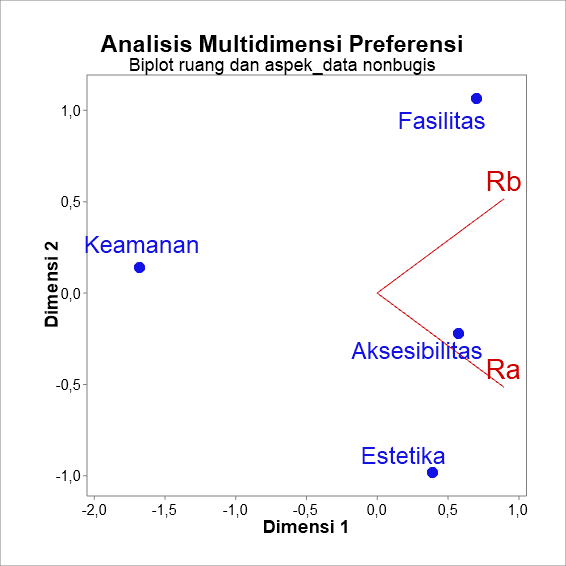 Analisis Multidimensi Preferensi
Biplot ruang dan aspek_data nonbugis
1,0
Fasilitas
Rb
0,5
Keamanan
Dimensi 2
0,0
Aksesibilitas
Ra
-0,5
Estetika
-1,0
-2,0 -1,5 -1,0 -0,5 0,0 0,5 1,0
Dimensi 1